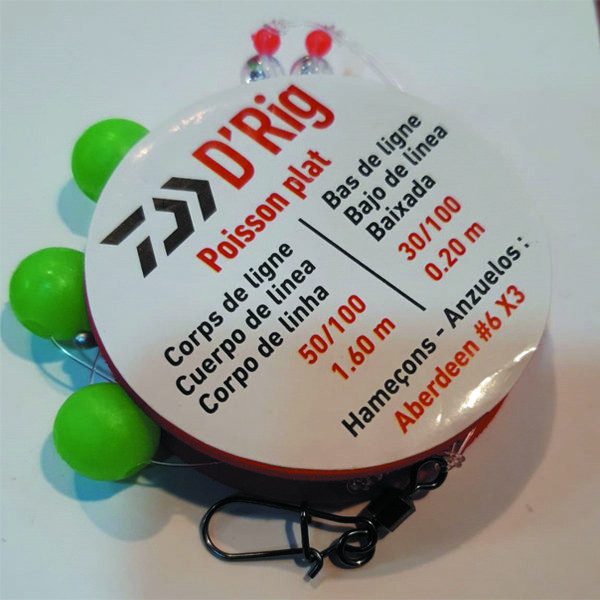 D'Rig
Poisson plat
Corps de ligne
Cuerpo de linea
Corpo de linha
50/100
1.60 m
Bas de ligne
Bajo de linea
Baixada
30/100
0.20 m
Hameçons - Anzuelos :
Aberdeen #6 X3